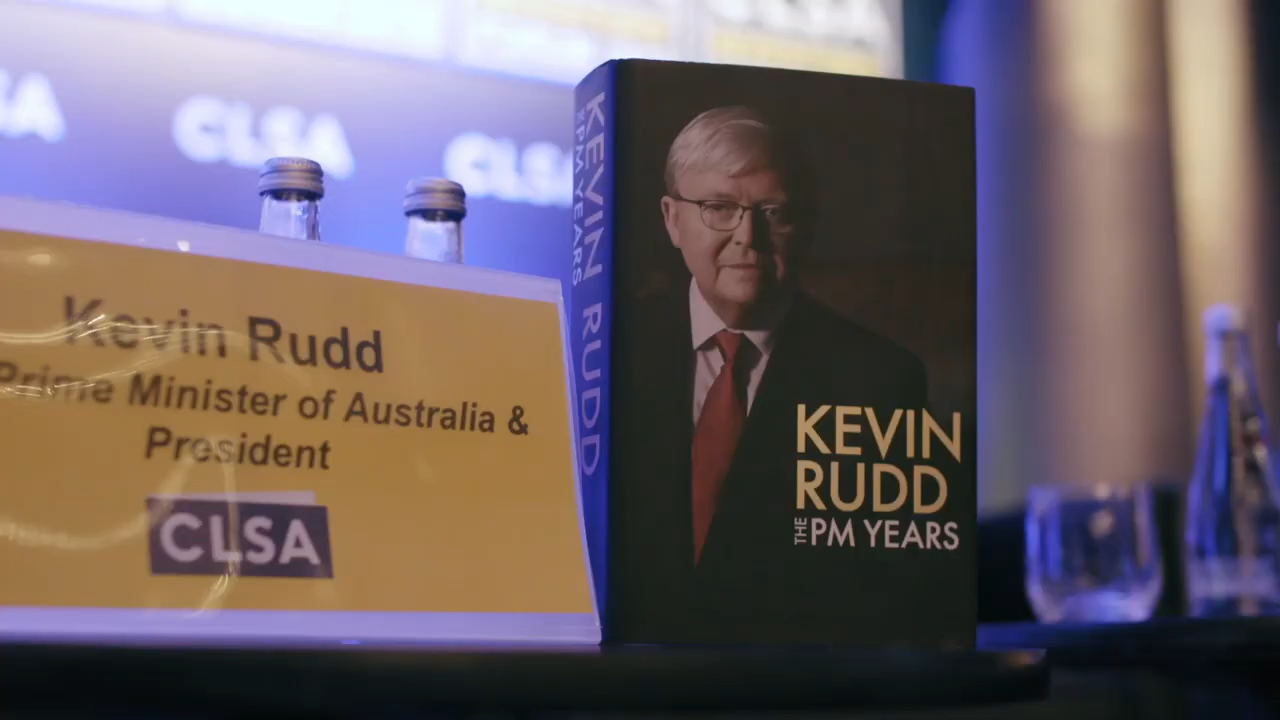 CLSA
CLSA
Kevin Rudd
Prime Minister of Australia &
President
CLSA
KEVIN RUDD
THE PM YEARS
KEVIN
RUDD
THE PM YEARS